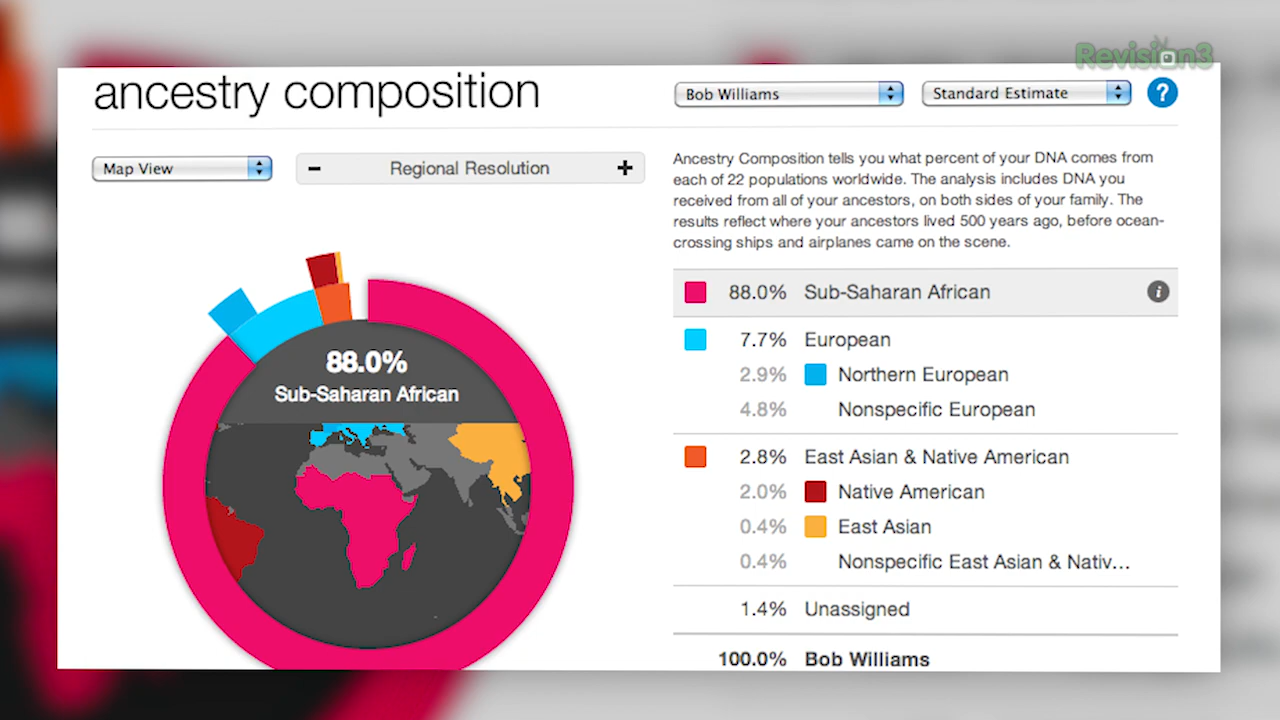 Revision3
ancestry composition
Bob Williams
Standard Estimate
?
Map View
− Regional Resolution +
Ancestry Composition tells you what percent of your DNA comes from
each of 22 populations worldwide. The analysis includes DNA you
received from all of your ancestors, on both sides of your family. The
results reflect where your ancestors lived 500 years ago, before ocean-
crossing ships and airplanes came on the scene.
88.0%
Sub-Saharan African
88.0% Sub-Saharan African i
7.7% European
2.9% Northern European
4.8% Nonspecific European
2.8% East Asian & Native American
2.0% Native American
0.4% East Asian
0.4% Nonspecific East Asian & Nativ...
1.4% Unassigned
100.0% Bob Williams